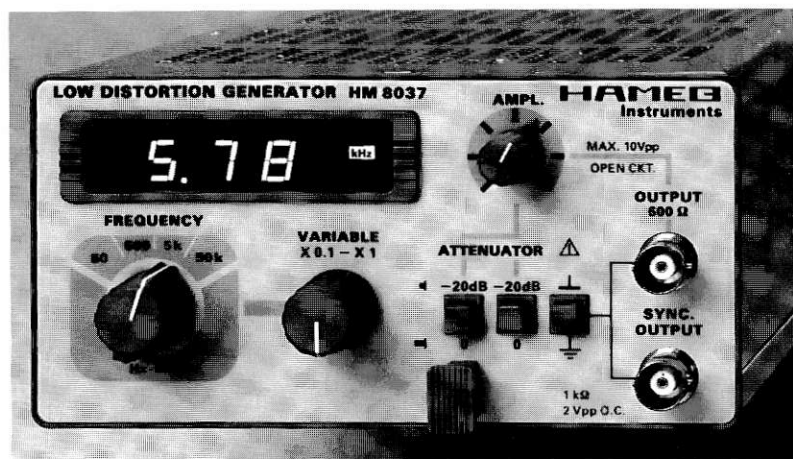 LOW DISTORTION GENERATOR HM 8037
HAMEG
Instruments
AMPL.
5.78 kHz
MAX. 10Vpp
OPEN CKT.
FREQUENCY
50 500 5k 50k
VARIABLE
X 0.1 – X 1
ATTENUATOR
OUTPUT
600 Ω
−20dB −20dB
0 0
SYNC.
OUTPUT
1 kΩ
2 Vpp O.C.